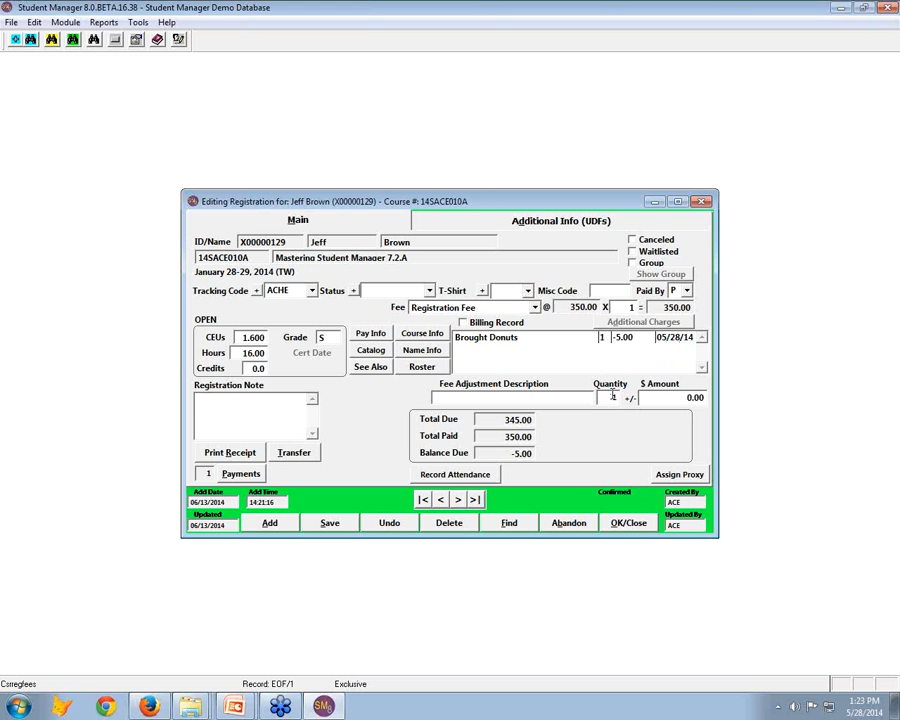 Student Manager 8.0.BETA.16.38 - Student Manager Demo Database
File Edit Module Reports Tools Help
Editing Registration for: Jeff Brown (X00000129) - Course #: 14SACE010A
Main Additional Info (UDFs)
ID/Name X00000129 Jeff Brown Canceled
14SACE010A Mastering Student Manager 7.2.A Waitlisted
Group
January 28-29, 2014 (TW) Show Group
Tracking Code + ACHE Status + T-Shirt + Misc Code Paid By P
Fee Registration Fee @ 350.00 X 1 = 350.00
OPEN Billing Record Additional Charges
CEUs 1.600 Grade S Pay Info Course Info Brought Donuts 1 -5.00 05/28/14
Hours 16.00 Cert Date Catalog Name Info
Credits 0.0 See Also Roster
Registration Note Fee Adjustment Description Quantity $ Amount
1 +/- 0.00
Total Due 345.00
Total Paid 350.00
Print Receipt Transfer Balance Due -5.00
1 Payments Record Attendance Assign Proxy
Add Date Add Time |< < > >| Confirmed Created By
06/13/2014 14:21:16 ACE
Updated Updated By
06/13/2014 Add Save Undo Delete Find Abandon OK/Close ACE
Csrregfees Record: EOF/1 Exclusive
SM8
1:23 PM
5/28/2014